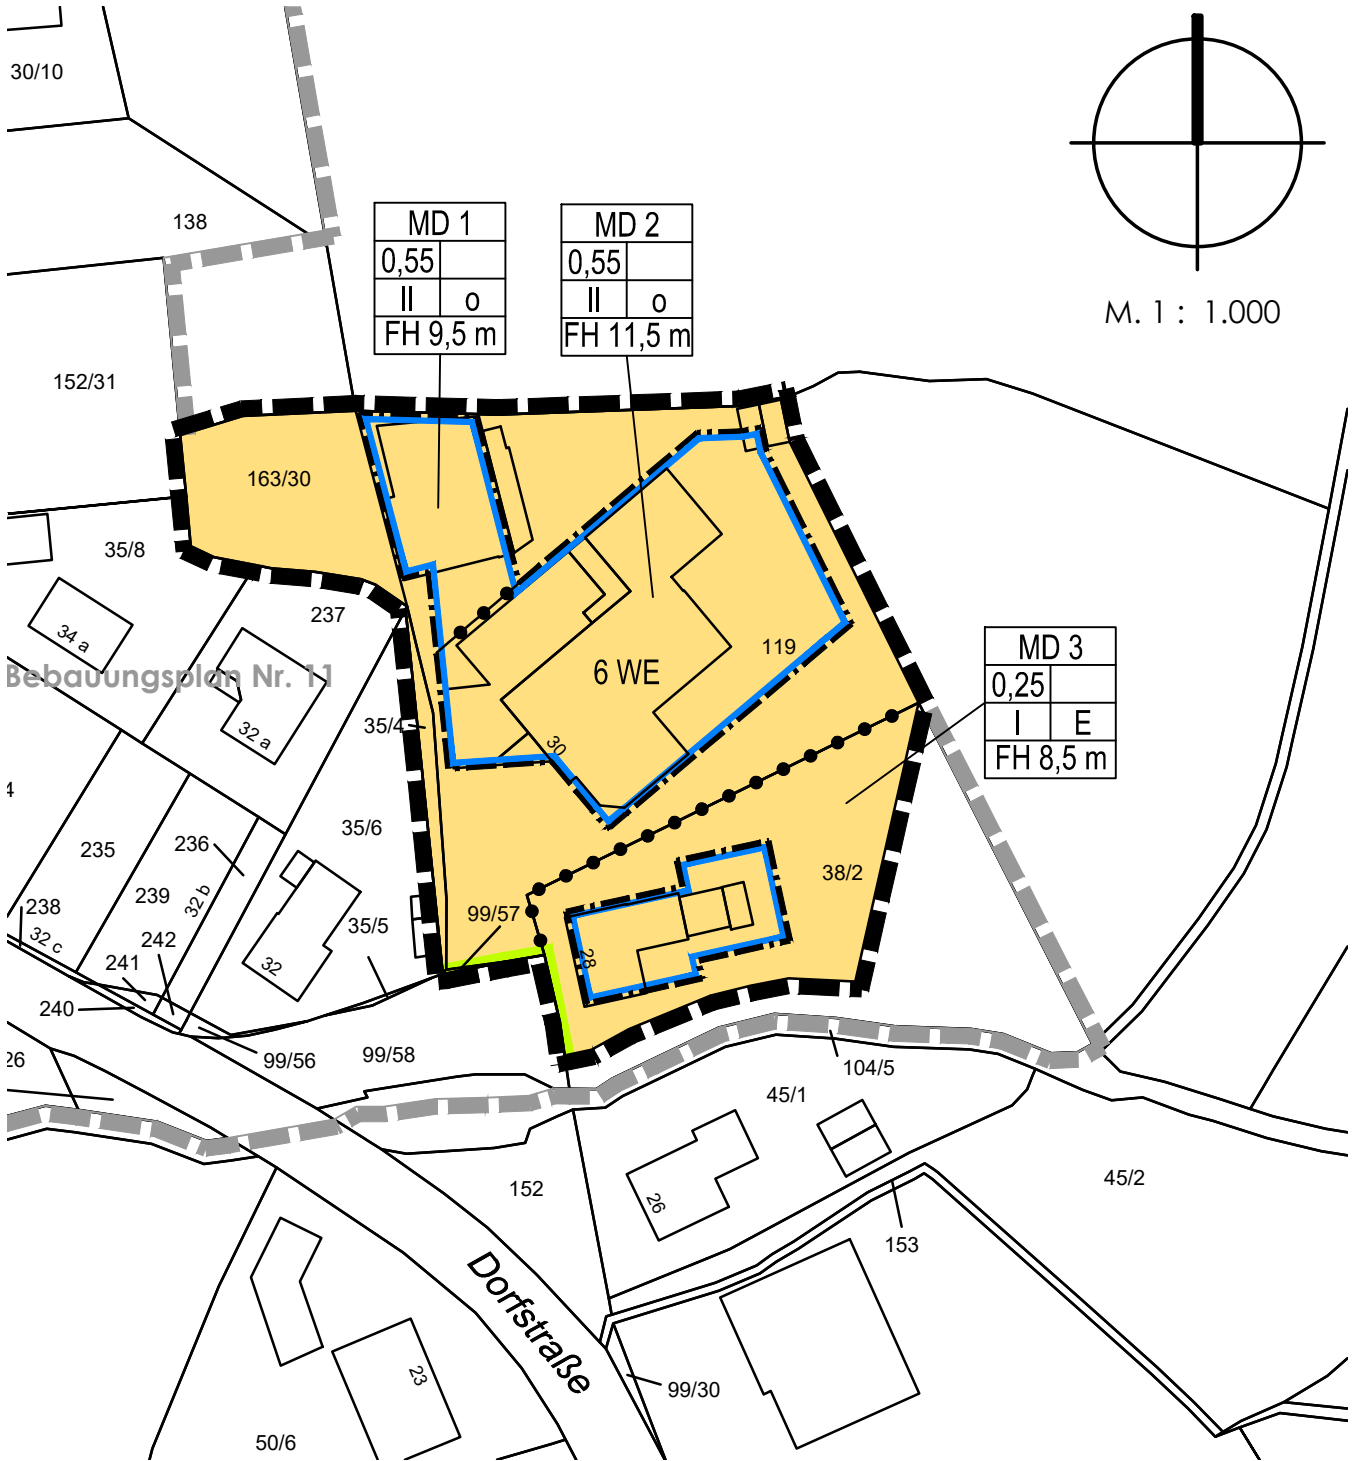 30/10
138
MD 1
0,55
II o
FH 9,5 m
MD 2
0,55
II o
FH 11,5 m
M. 1 : 1.000
152/31
163/30
35/8
237
34 a
Bebauungsplan Nr. 11
32 a
35/4
6 WE
119
30
MD 3
0,25
I E
FH 8,5 m
4
35/6
235
236
239
32 b
38/2
238
32 c
242
241
240
35/5
32
99/57
28
26
99/56
99/58
104/5
45/1
152
26
45/2
153
Dorfstraße
23
99/30
50/6